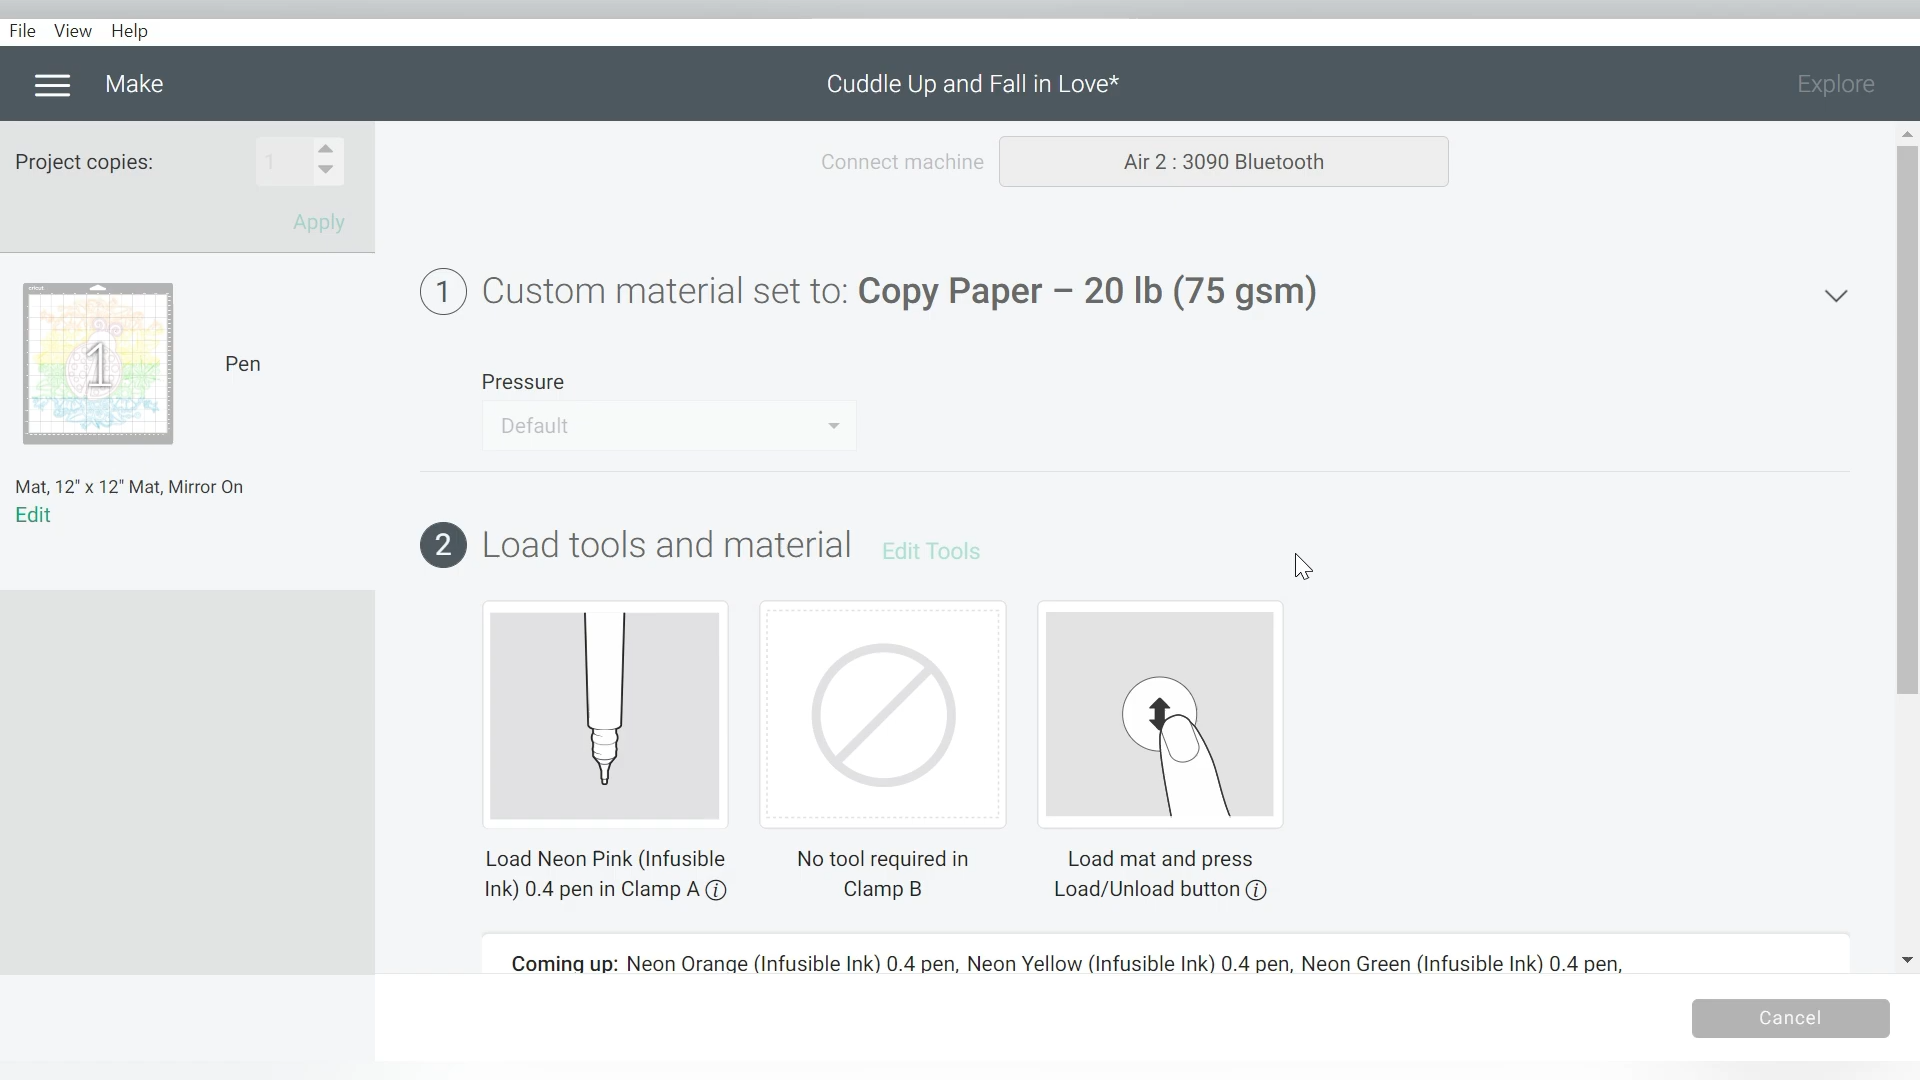 File View Help
Make
Cuddle Up and Fall in Love*
Explore
Project copies:
1
Apply
Connect machine
Air 2 : 3090 Bluetooth
1 Custom material set to: Copy Paper – 20 lb (75 gsm)
Pressure
Default
cricut
1
Pen
Mat, 12" x 12" Mat, Mirror On
Edit
2 Load tools and material Edit Tools
Load Neon Pink (Infusible
Ink) 0.4 pen in Clamp A
No tool required in
Clamp B
Load mat and press
Load/Unload button
Coming up: Neon Orange (Infusible Ink) 0.4 pen, Neon Yellow (Infusible Ink) 0.4 pen, Neon Green (Infusible Ink) 0.4 pen,
Cancel